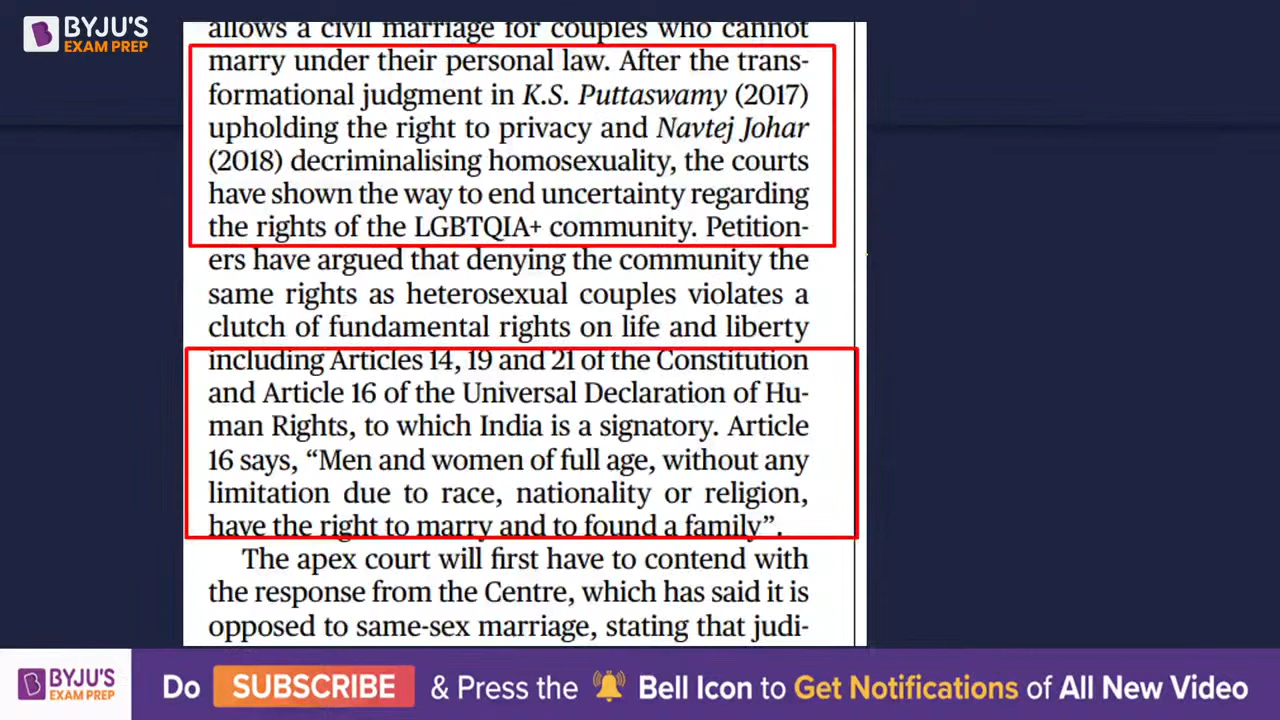 BYJU'S
EXAM PREP
allows a civil marriage for couples who cannot
marry under their personal law. After the trans-
formational judgment in K.S. Puttaswamy (2017)
upholding the right to privacy and Navtej Johar
(2018) decriminalising homosexuality, the courts
have shown the way to end uncertainty regarding
the rights of the LGBTQIA+ community. Petition-
ers have argued that denying the community the
same rights as heterosexual couples violates a
clutch of fundamental rights on life and liberty
including Articles 14, 19 and 21 of the Constitution
and Article 16 of the Universal Declaration of Hu-
man Rights, to which India is a signatory. Article
16 says, “Men and women of full age, without any
limitation due to race, nationality or religion,
have the right to marry and to found a family”.
The apex court will first have to contend with
the response from the Centre, which has said it is
opposed to same-sex marriage, stating that judi-
BYJU'S
EXAM PREP
Do SUBSCRIBE & Press the Bell Icon to Get Notifications of All New Video